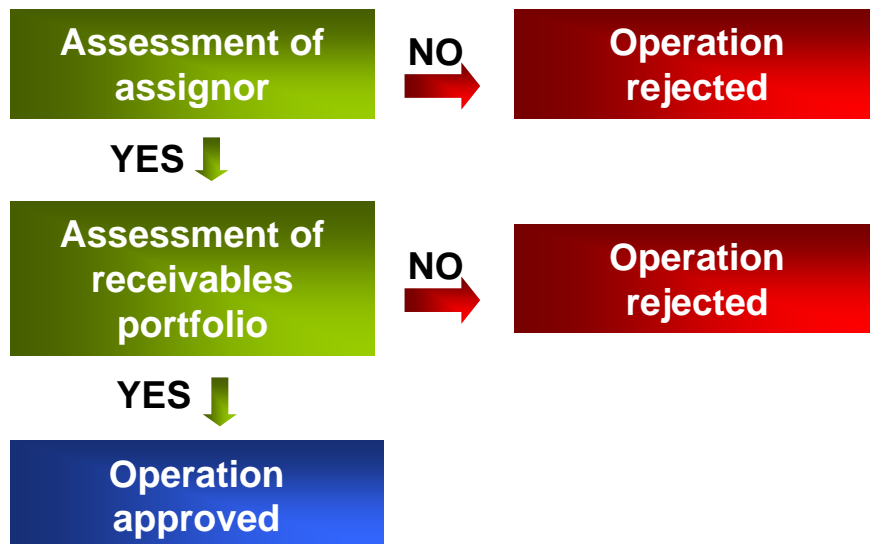 Assessment of
assignor
NO
Operation
rejected
YES
Assessment of
receivables
portfolio
NO
Operation
rejected
YES
Operation
approved